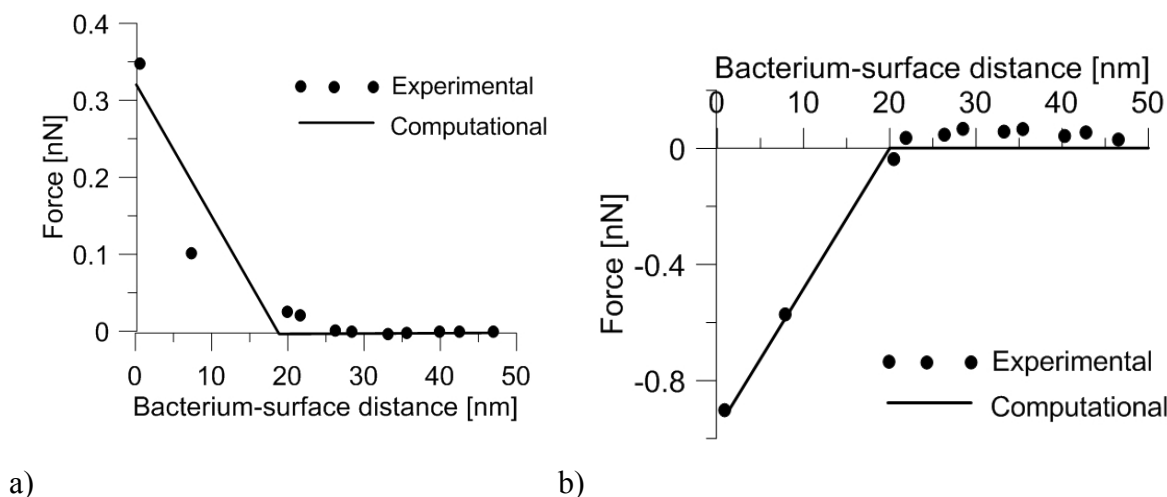 0.4
0.3
0.2
0.1
0
Force [nN]
Experimental
Computational
0 10 20 30 40 50
Bacterium-surface distance [nm]
a)
Bacterium-surface distance [nm]
0 10 20 30 40 50
0
-0.4
-0.8
Force [nN]
Experimental
Computational
b)